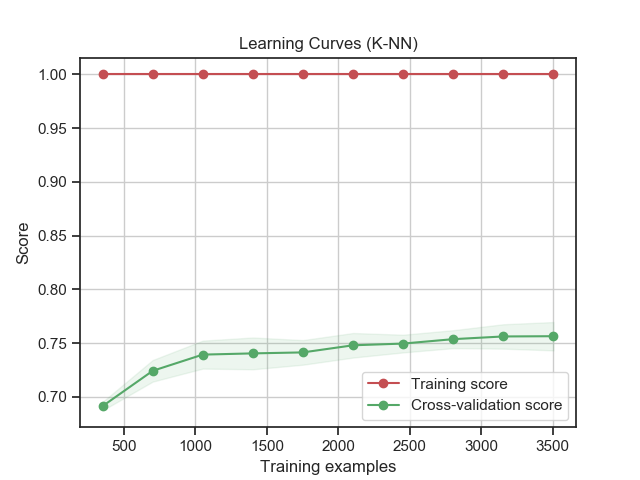 Learning Curves (K-NN)
1.00
0.95
0.90
0.85
0.80
0.75
0.70
Score
500
1000
1500
2000
2500
3000
3500
Training examples
Training score
Cross-validation score